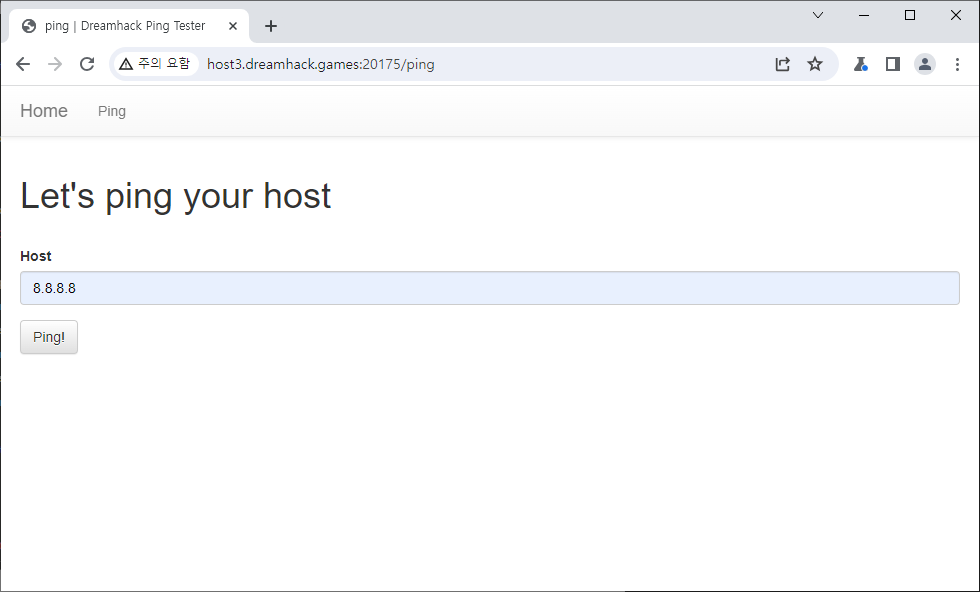 ping | Dreamhack Ping Tester
주의 요함 host3.dreamhack.games:20175/ping
Home Ping
Let's ping your host
Host
8.8.8.8
Ping!